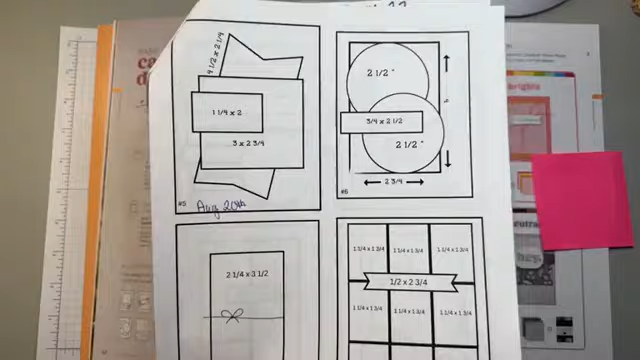 4 1/2 x 2 1/4
1 1/4 x 2
3 x 2 3/4
#5
Aug 20th
2 1/2 "
3/4 x 2 1/2
2 1/2 "
2 3/4
#6
2 1/4 x 3 1/2
1 1/4 x 1 3/4
1 1/4 x 1 3/4
1 1/4 x 1 3/4
1/2 x 2 3/4
1 1/4 x 1 3/4
1 1/4 x 1 3/4
1 1/4 x 1 3/4